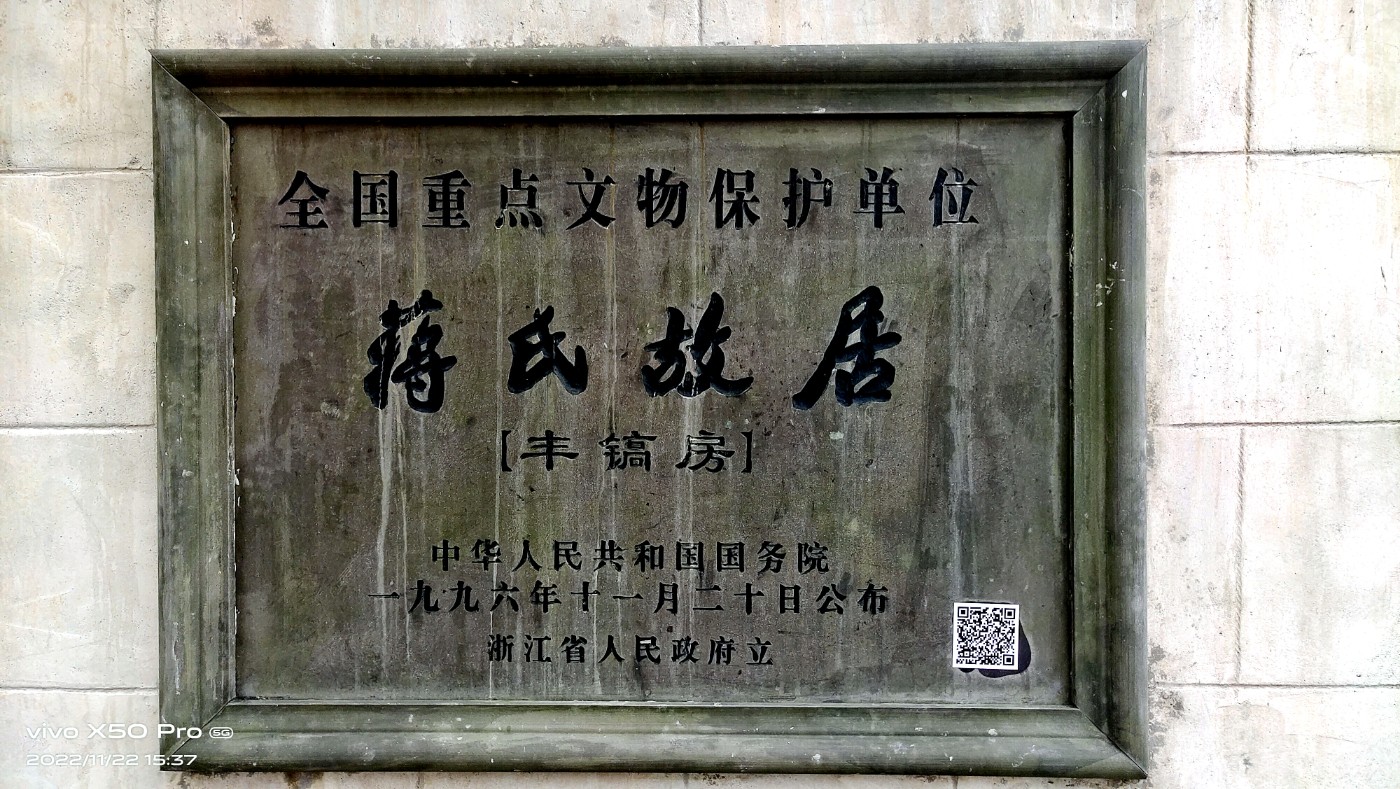 全国重点文物保护单位
蒋氏故居
【丰镐房】
中华人民共和国国务院
一九九六年十一月二十日公布
浙江省人民政府立
vivo X50 Pro 5G
2022/11/22 15:37